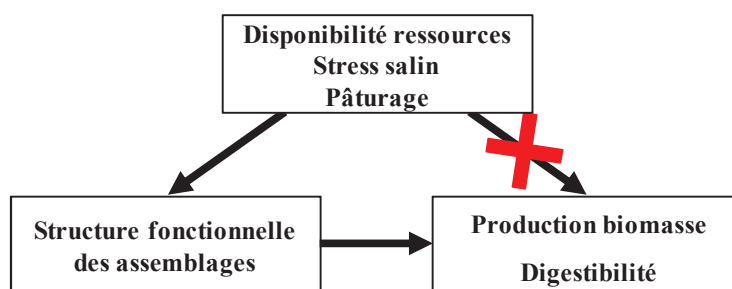 Disponibilité ressources
Stress salin
Pâturage
Structure fonctionnelle
des assemblages
Production biomasse
Digestibilité